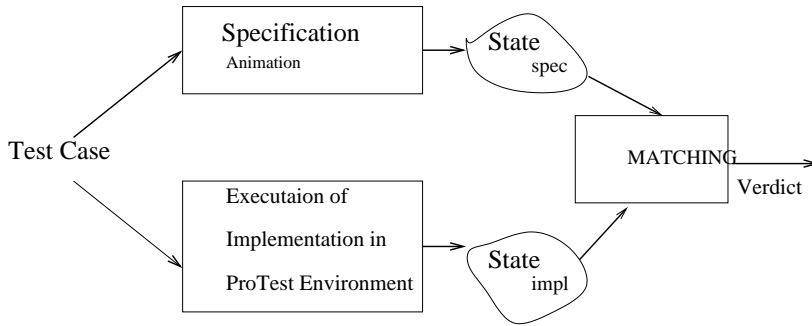 Specification
Animation
State
spec
Test Case
MATCHING
Verdict
Executaion of
Implementation in
ProTest Environment
State
impl